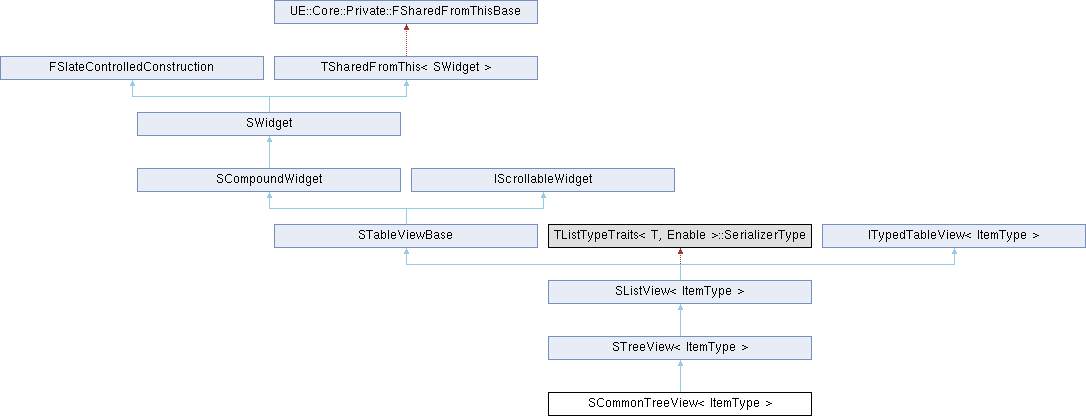 UE::Core::Private::FSharedFromThisBase
FSlateControlledConstruction
TSharedFromThis< SWidget >
SWidget
SCompoundWidget
IScrollableWidget
STableViewBase
TListTypeTraits< T, Enable >::SerializerType
ITypedTableView< ItemType >
SListView< ItemType >
STreeView< ItemType >
SCommonTreeView< ItemType >